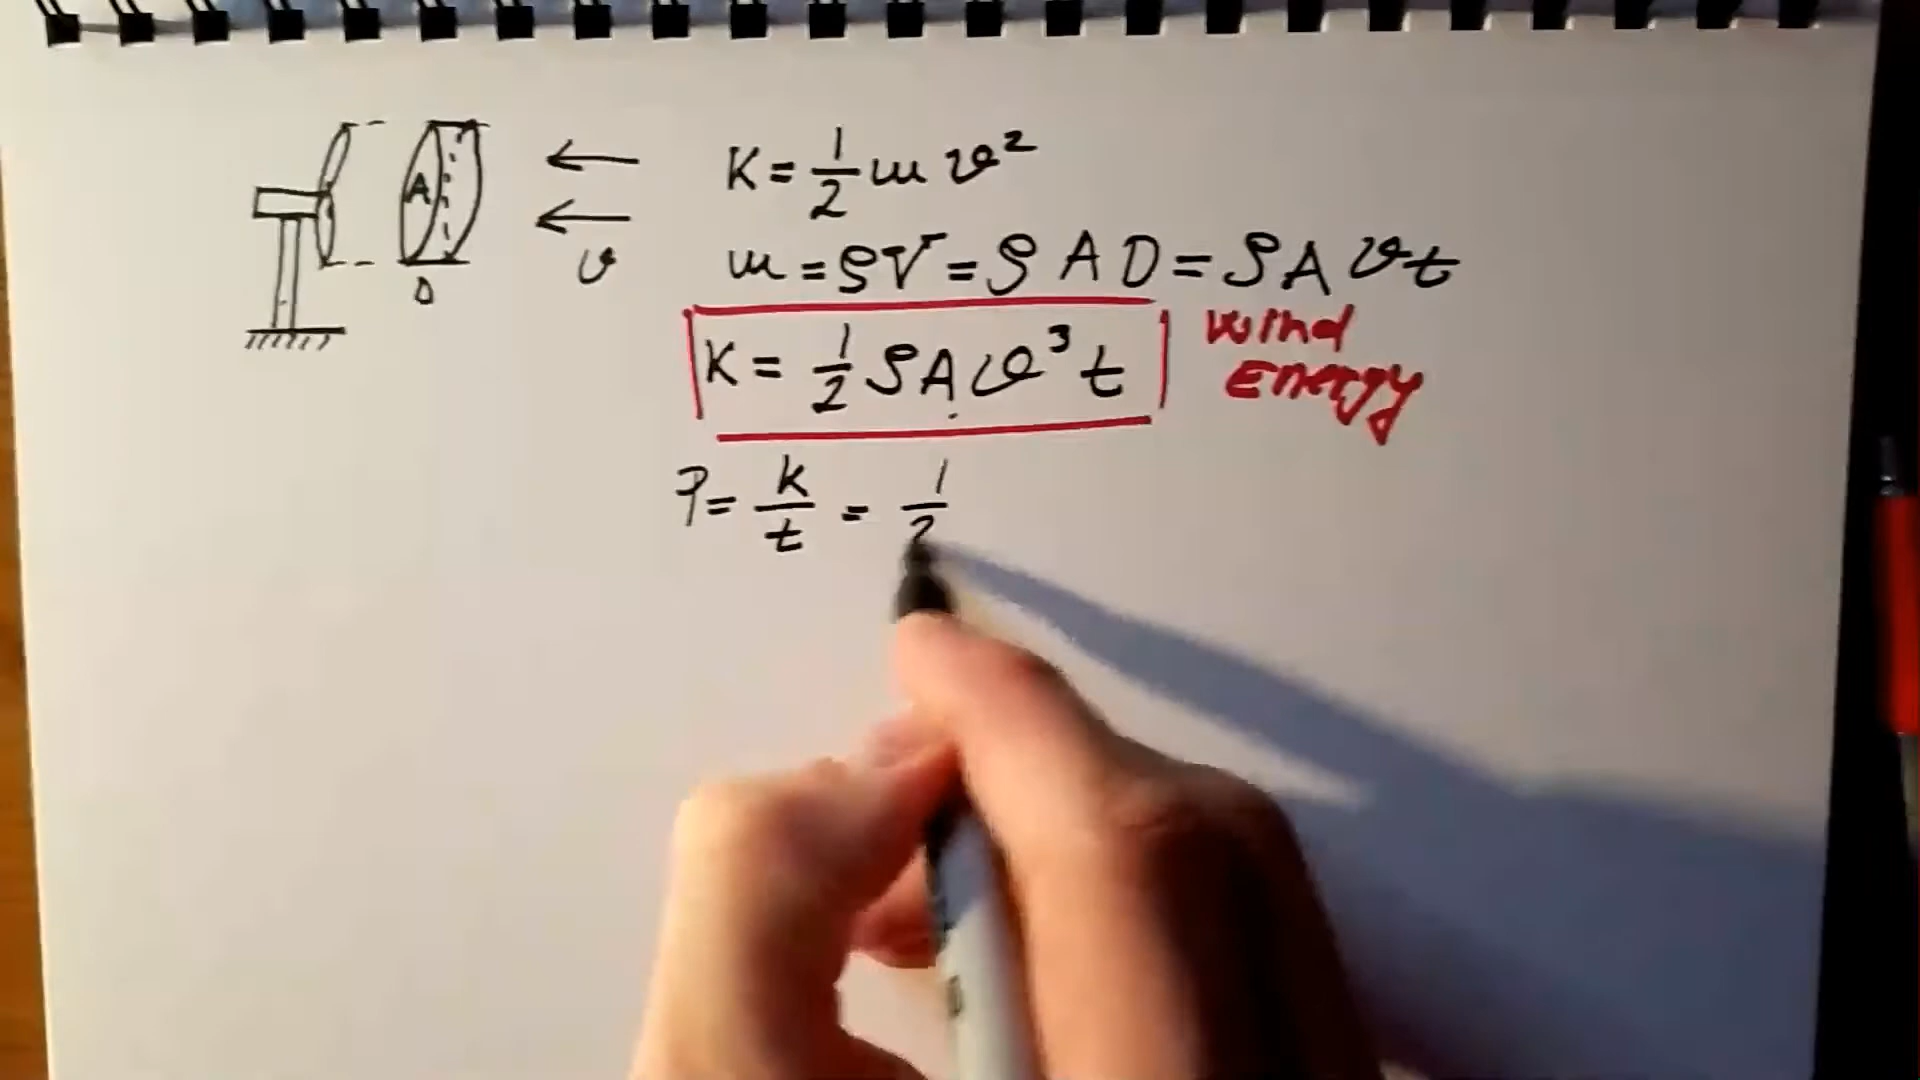 A
D
v
K = 1/2 m v²
m = ρV = ρ A D = ρ A v t
K = 1/2 ρ A v³ t
Wind
Energy
P = K/t = 1/2